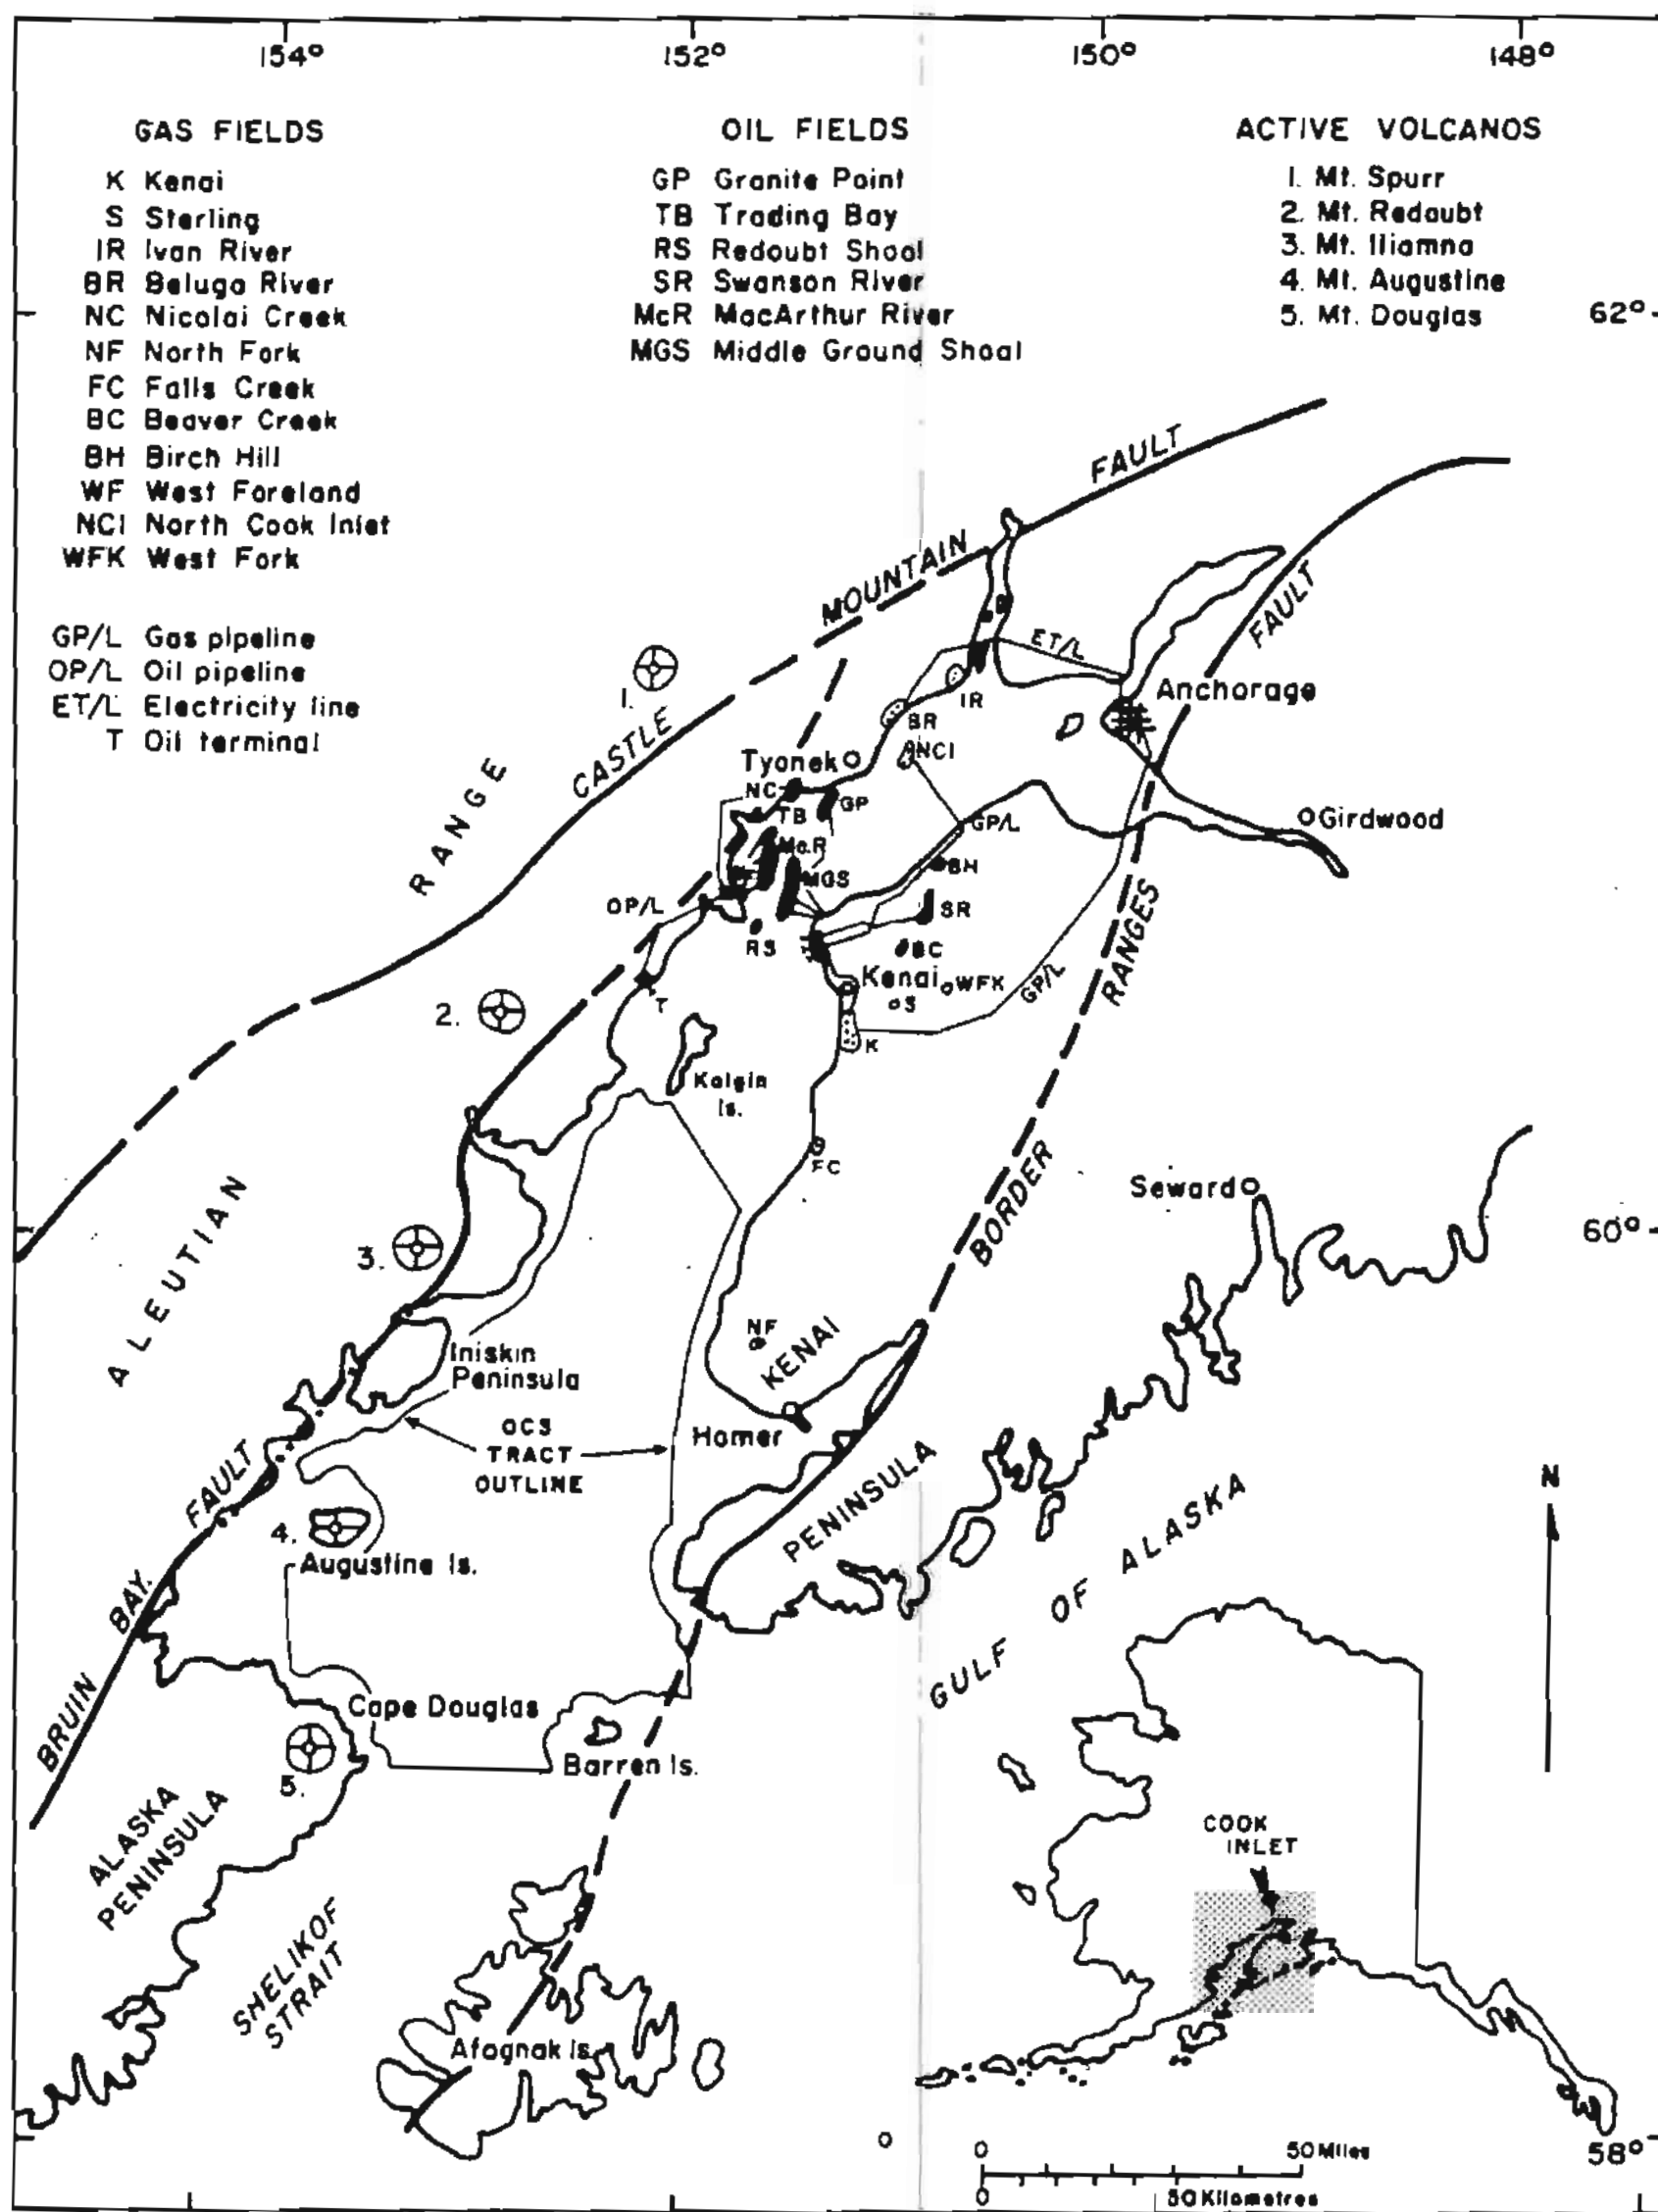 154° 152° 150° 148°
GAS FIELDS
K Kenai
S Sterling
IR Ivan River
BR Beluga River
NC Nicolai Creek
NF North Fork
FC Falls Creek
BC Beaver Creek
BH Birch Hill
WF West Foreland
NCI North Cook Inlet
WFK West Fork
GP/L Gas pipeline
OP/L Oil pipeline
ET/L Electricity line
T Oil terminal
OIL FIELDS
GP Granite Point
TB Trading Bay
RS Redoubt Shoal
SR Swanson River
McR MacArthur River
MGS Middle Ground Shoal
ACTIVE VOLCANOS
1. Mt. Spurr
2. Mt. Redoubt
3. Mt. Iliamna
4. Mt. Augustine
5. Mt. Douglas
62°
CASTLE MOUNTAIN FAULT
FAULT
ET/L
1.
Anchorage
IR
BR
NCI
Tyonek
NC
GP
TB
GP/L
Girdwood
McR
BH
MGS
OP/L
SR
RS
BC
Kenai
WFK
S
GP/L
2.
T
K
RANGES
Kalgin
Is.
FC
ALEUTIAN RANGE
BORDER
Seward
60°
3.
NF
KENAI
Iniskin
Peninsula
OCS
TRACT
OUTLINE
Homer
PENINSULA
N
4.
Augustine Is.
GULF OF ALASKA
BRUIN BAY. FAULT
Cape Douglas
Barren Is.
5.
ALASKA
PENINSULA
COOK
INLET
SHELIKOF
STRAIT
Afognak Is.
58°
0
0 50 Miles
0 50 Kilometres